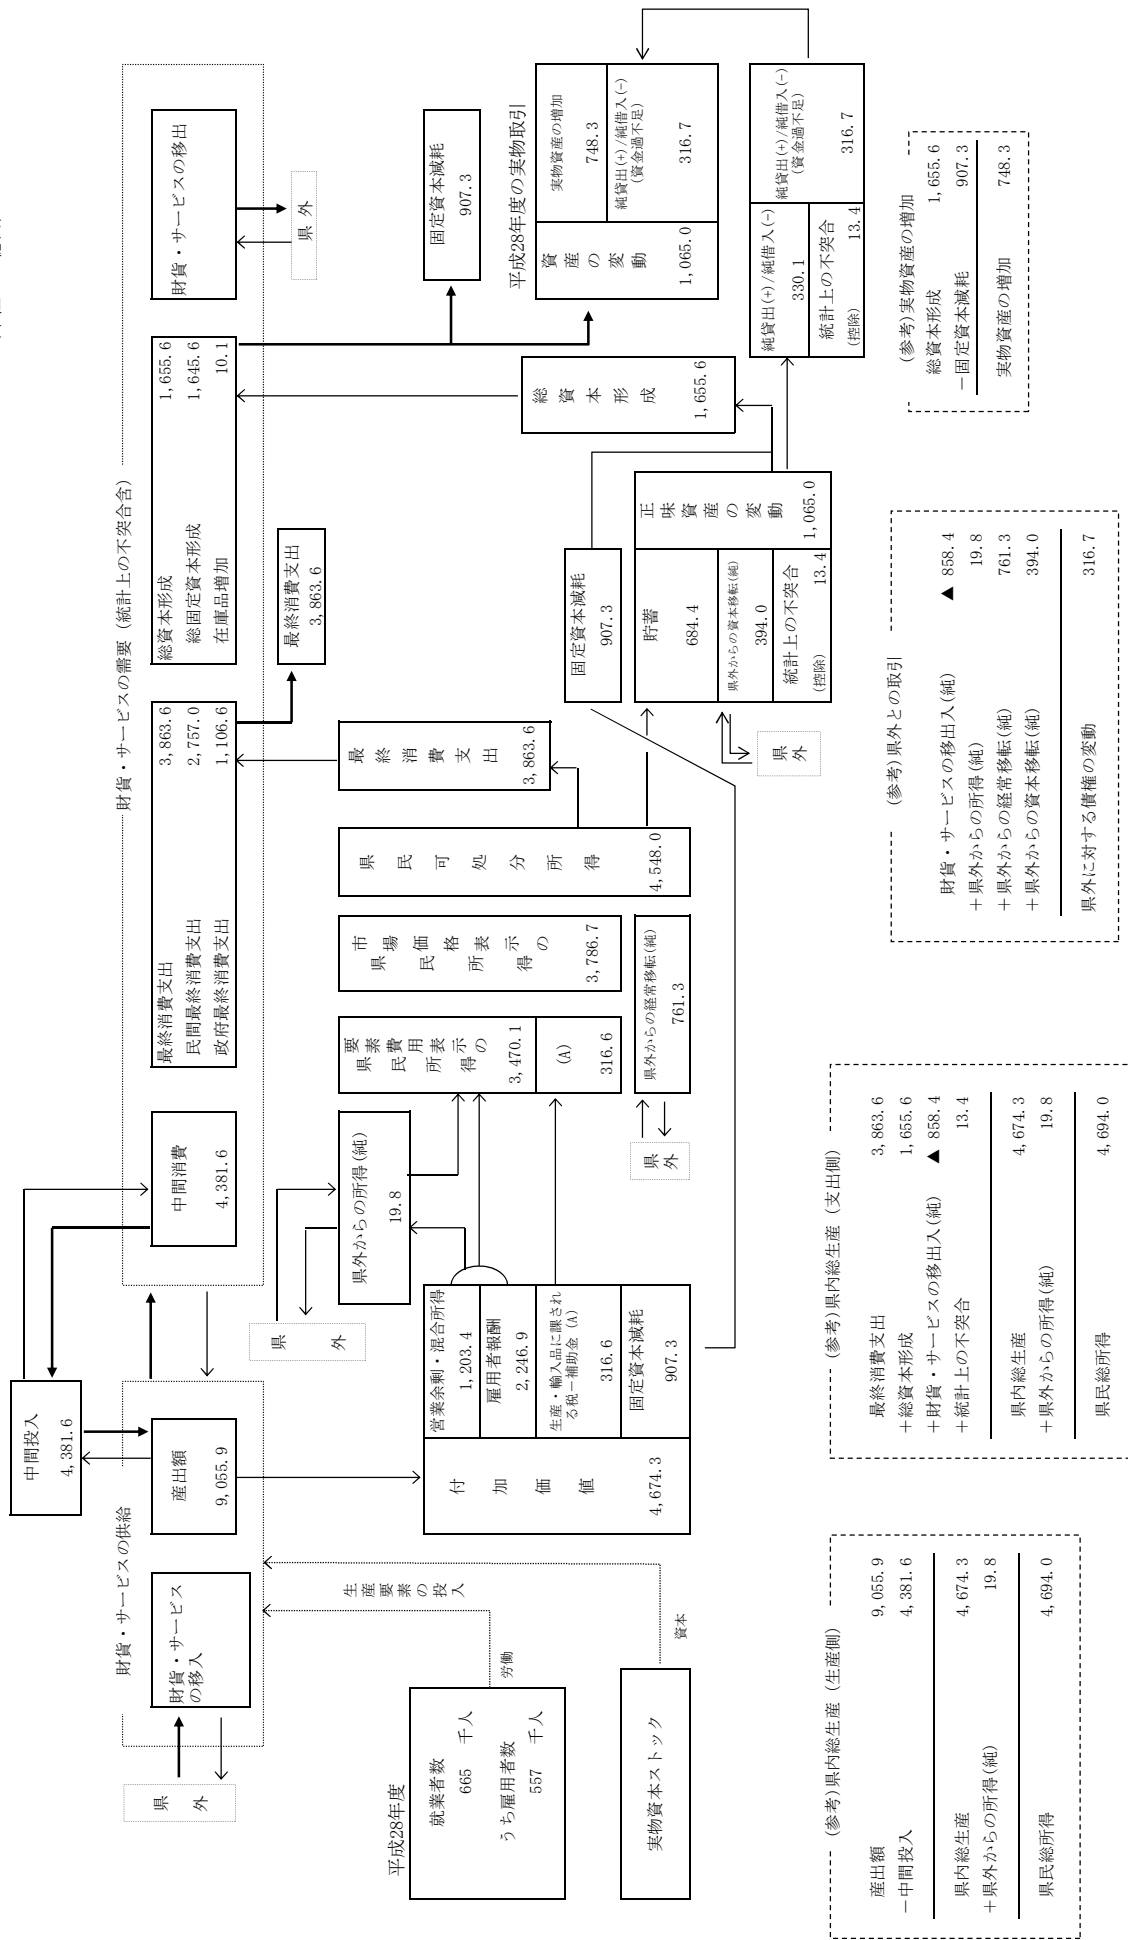 財貨・サービスの供給
財貨・サービスの需要 (統計上の不突合含)
県
外
財貨・サービス
の移入
中間投入
4,381.6
産出額
9,055.9
中間消費
4,381.6
最終消費支出 3,863.6
民間最終消費支出 2,757.0
政府最終消費支出 1,106.6
総資本形成 1,655.6
総固定資本形成 1,645.6
在庫品増加 10.1
財貨・サービスの移出
県 外
最終消費支出
3,863.6
固定資本減耗
907.3
平成28年度
就業者数
665 千人
うち雇用者数
557 千人
労働
実物資本ストック
資本
生産要素の投入
付加価値
4,674.3
営業余剰・混合所得
1,203.4
雇用者報酬
2,246.9
生産・輸入品に課され
る税－補助金 (A)
316.6
固定資本減耗
907.3
県
外
県外からの所得(純)
19.8
要素費用表示の
県民所得
3,470.1
(A)
316.6
市場価格表示の
県民所得
3,786.7
県
外
県外からの経常移転(純)
761.3
県民可処分所得
4,548.0
最終消費支出
3,863.6
固定資本減耗
907.3
貯蓄
684.4
県外からの資本移転(純)
394.0
統計上の不突合
(控除) 13.4
正味資産の変動
1,065.0
県
外
総資本形成
1,655.6
平成28年度の実物取引
資産の変動
1,065.0
実物資産の増加
748.3
純貸出(+)/純借入(-)
(資金過不足)
316.7
純貸出(+)/純借入(-)
330.1
統計上の不突合
(控除) 13.4
純貸出(+)/純借入(-)
(資金過不足)
316.7
(参考)県内総生産 (生産側)
産出額 9,055.9
－中間投入 4,381.6
県内総生産 4,674.3
＋県外からの所得(純) 19.8
県民総所得 4,694.0
(参考)県内総生産 (支出側)
最終消費支出 3,863.6
＋総資本形成 1,655.6
＋財貨・サービスの移出入(純) ▲ 858.4
＋統計上の不突合 13.4
県内総生産 4,674.3
＋県外からの所得(純) 19.8
県民総所得 4,694.0
(参考)県外との取引
財貨・サービスの移出入(純) ▲ 858.4
＋県外からの所得(純) 19.8
＋県外からの経常移転(純) 761.3
＋県外からの資本移転(純) 394.0
県外に対する債権の変動 316.7
(参考)実物資産の増加
総資本形成 1,655.6
－固定資本減耗 907.3
実物資産の増加 748.3